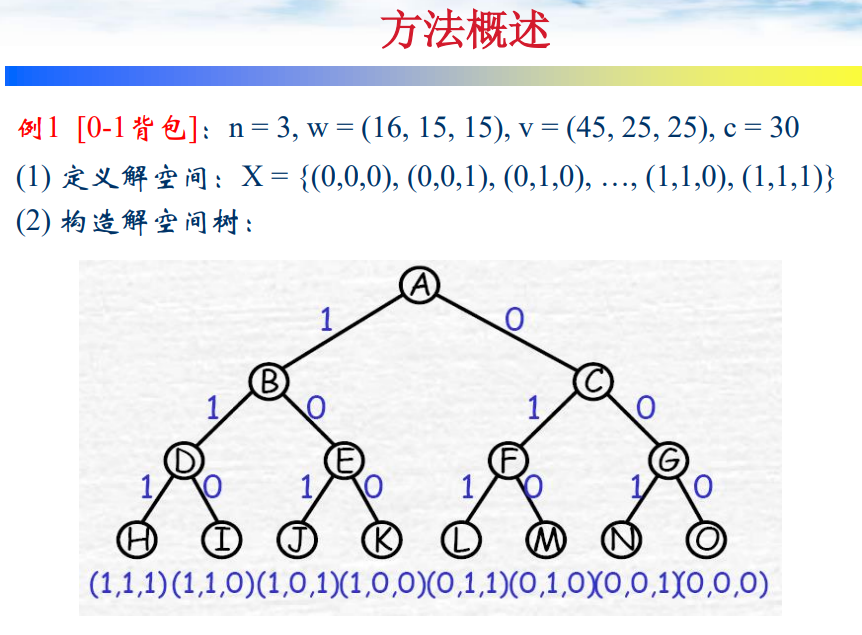 方法概述
例1 [0-1背包]：n = 3, w = (16, 15, 15), v = (45, 25, 25), c = 30
(1) 定义解空间：X = {(0,0,0), (0,0,1), (0,1,0), …, (1,1,0), (1,1,1)}
(2) 构造解空间树：
A
1 0
B C
1 0 1 0
D E F G
1 0 1 0 1 0 1 0
H I J K L M N O
(1,1,1)(1,1,0)(1,0,1)(1,0,0)(0,1,1)(0,1,0)(0,0,1)(0,0,0)